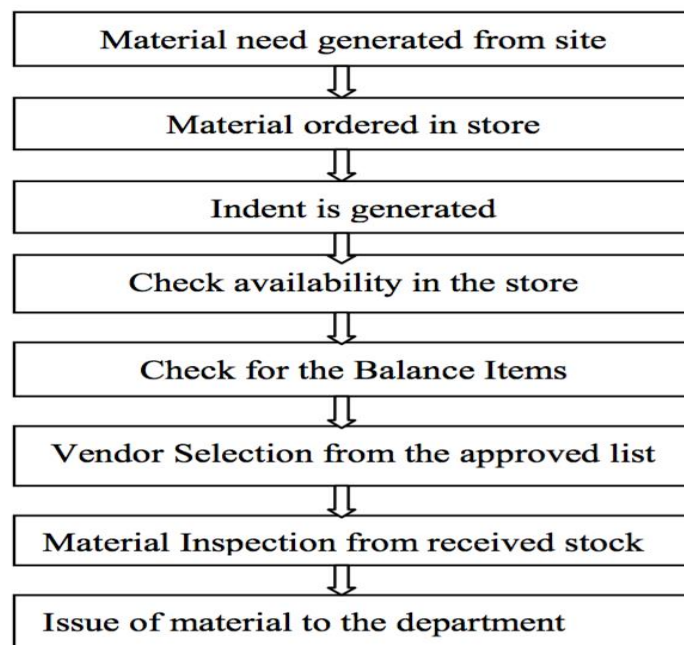 Material need generated from site
Material ordered in store
Indent is generated
Check availability in the store
Check for the Balance Items
Vendor Selection from the approved list
Material Inspection from received stock
Issue of material to the department